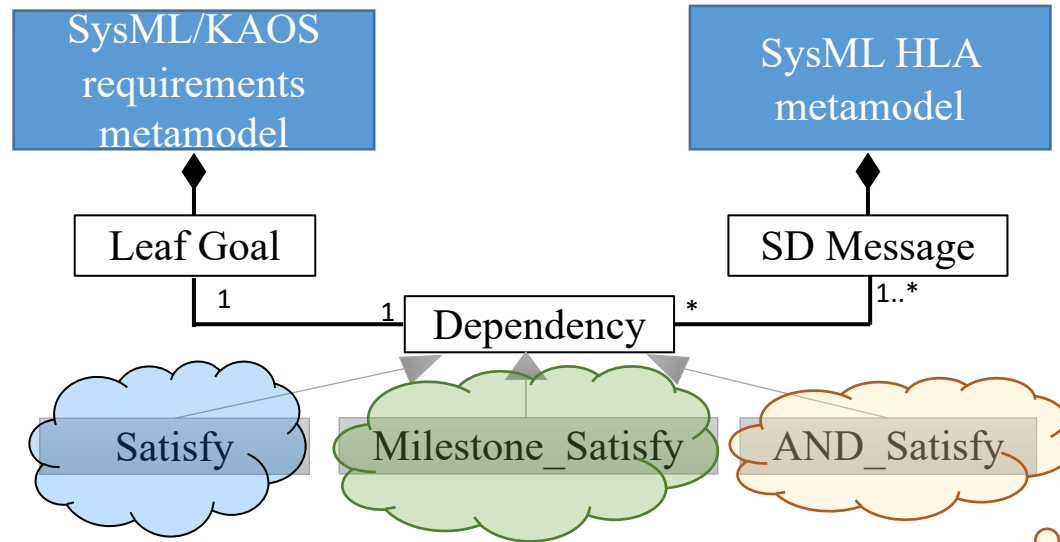 SysML/KAOS
requirements
metamodel
SysML HLA
metamodel
Leaf Goal
SD Message
1
1
Dependency
*
1..*
Satisfy
Milestone_Satisfy
AND_Satisfy